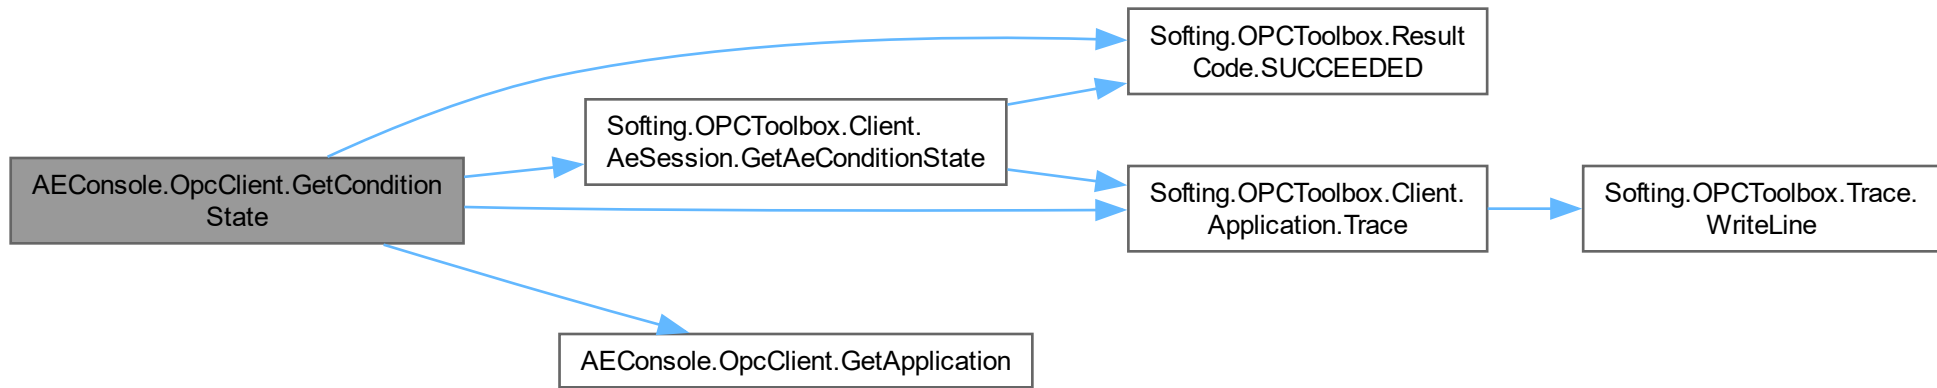 AEConsole.OpcClient.GetCondition
State
Softing.OPCToolbox.Client.
AeSession.GetAeConditionState
AEConsole.OpcClient.GetApplication
Softing.OPCToolbox.Result
Code.SUCCEEDED
Softing.OPCToolbox.Client.
Application.Trace
Softing.OPCToolbox.Trace.
WriteLine